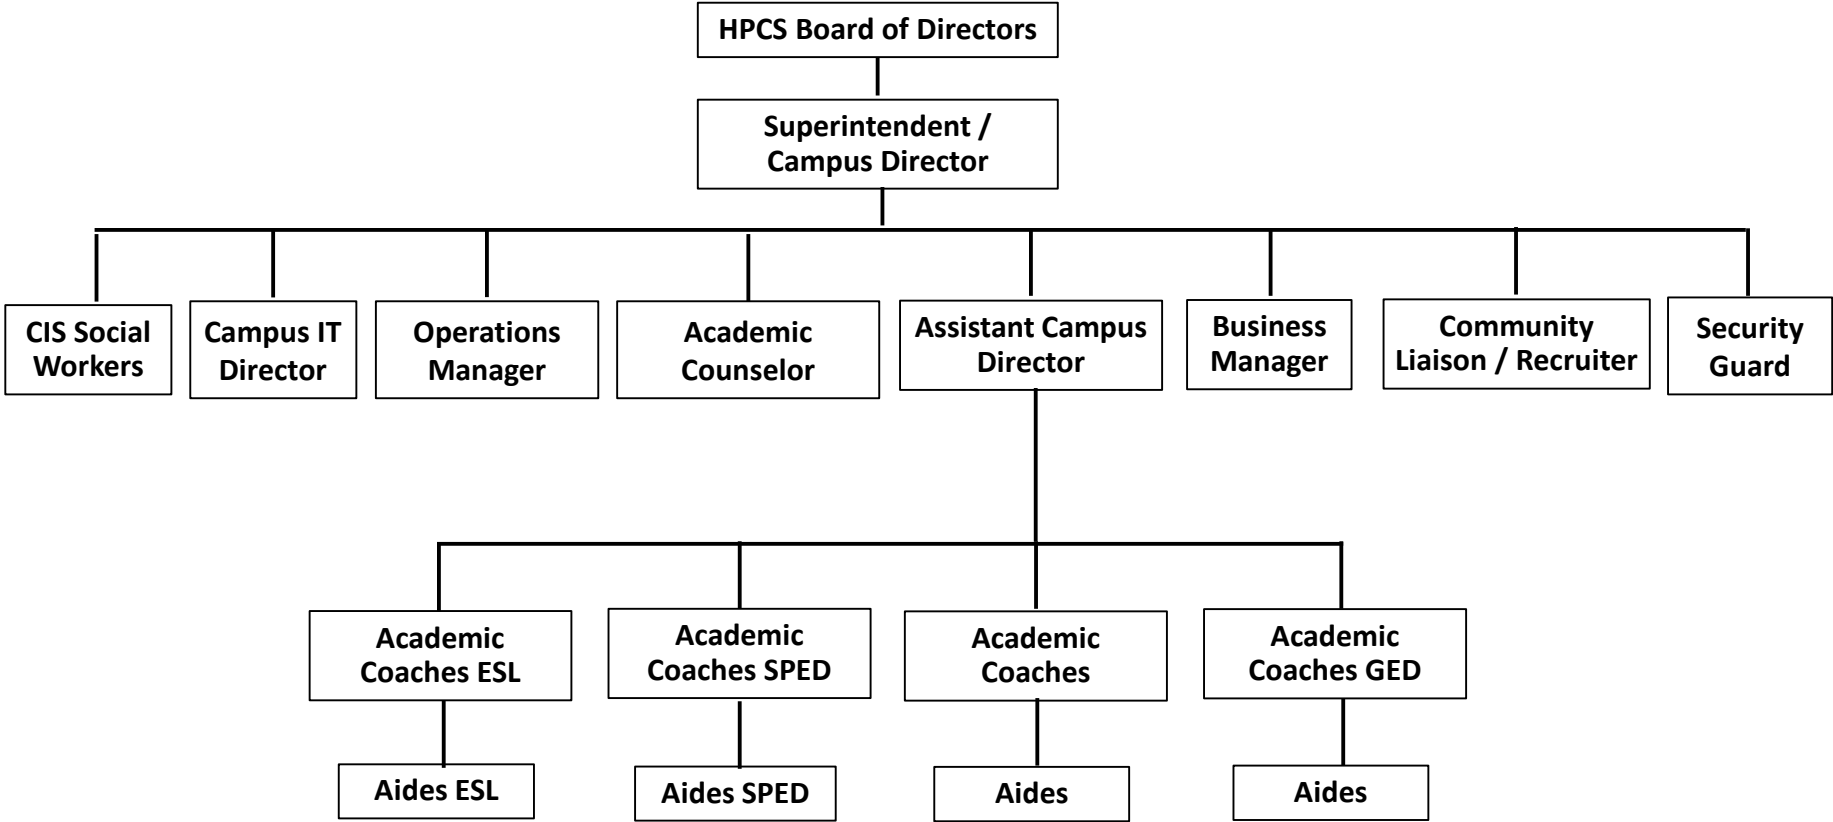 HPCS Board of Directors
Superintendent /
Campus Director
CIS Social
Workers
Campus IT
Director
Operations
Manager
Academic
Counselor
Assistant Campus
Director
Business
Manager
Community
Liaison / Recruiter
Security
Guard
Academic
Coaches ESL
Academic
Coaches SPED
Academic
Coaches
Academic
Coaches GED
Aides ESL
Aides SPED
Aides
Aides